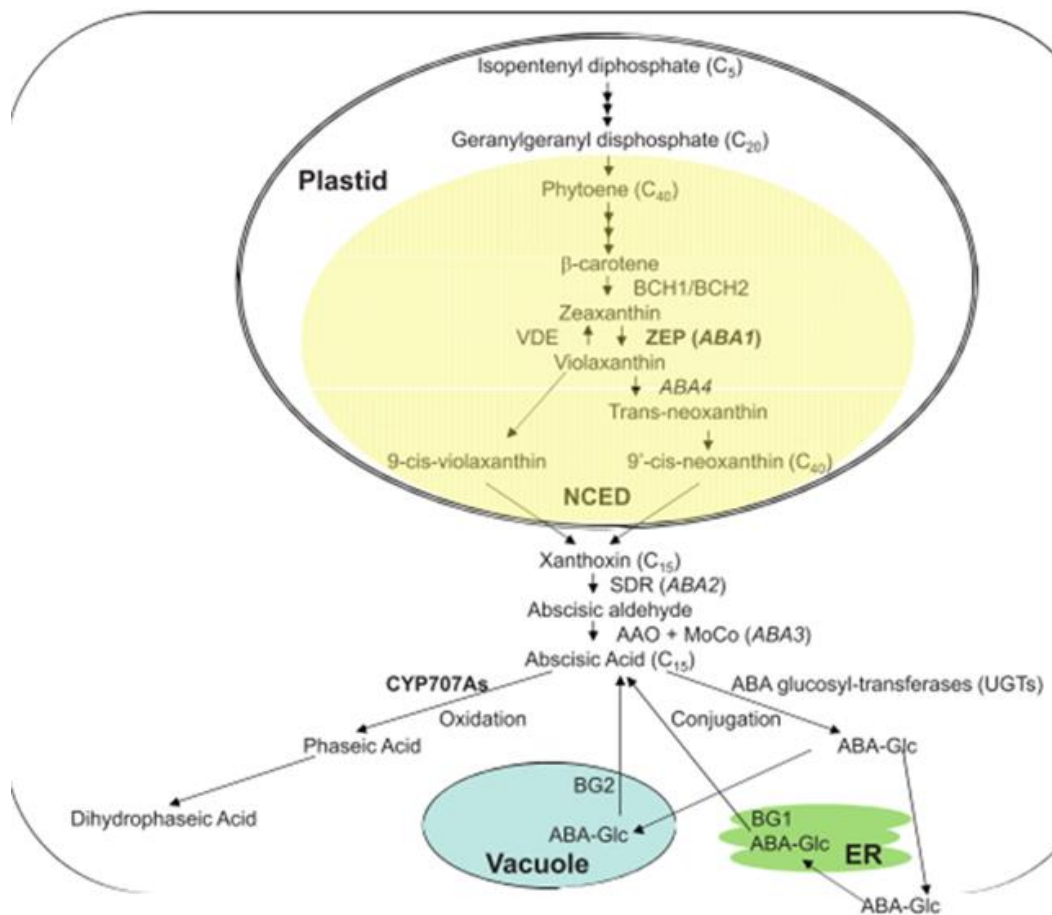 Isopentenyl diphosphate (C₅)
Geranylgeranyl disphosphate (C₂₀)
Plastid
Phytoene (C₄₀)
β-carotene
BCH1/BCH2
Zeaxanthin
VDE
ZEP (ABA1)
Violaxanthin
ABA4
Trans-neoxanthin
9-cis-violaxanthin
9'-cis-neoxanthin (C₄₀)
NCED
Xanthoxin (C₁₅)
SDR (ABA2)
Abscisic aldehyde
AAO + MoCo (ABA3)
Abscisic Acid (C₁₅)
CYP707As
ABA glucosyl-transferases (UGTs)
Oxidation
Conjugation
Phaseic Acid
ABA-Glc
BG2
Dihydrophaseic Acid
ABA-Glc
Vacuole
BG1
ABA-Glc
ER
ABA-Glc